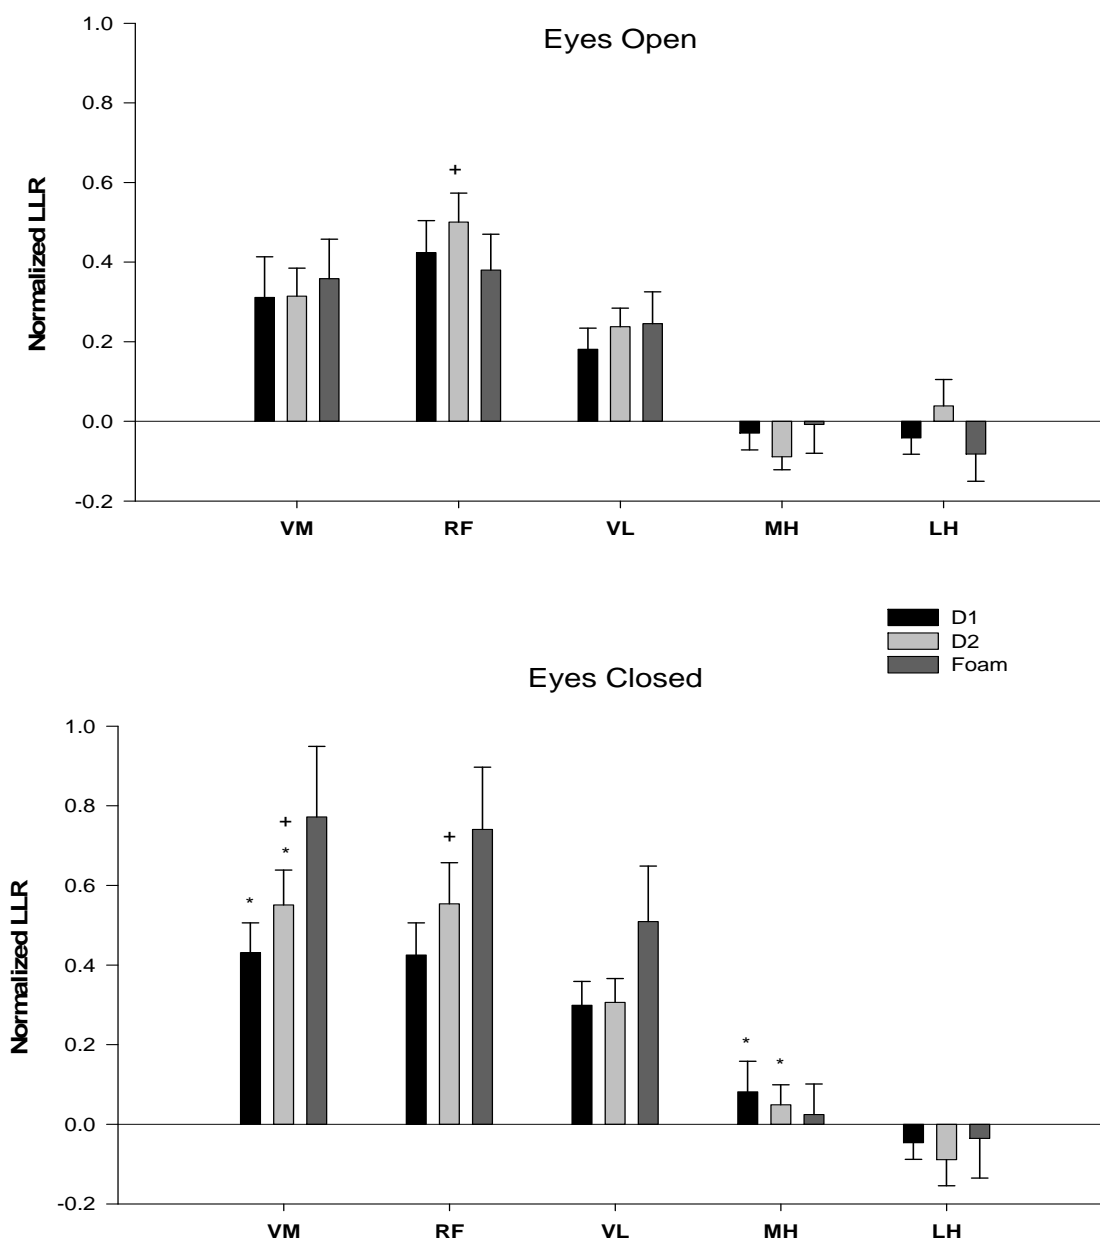 Eyes Open
Normalized LLR
1.0
0.8
0.6
0.4
0.2
0.0
-0.2
+
VM RF VL MH LH
D1
D2
Foam
Eyes Closed
Normalized LLR
1.0
0.8
0.6
0.4
0.2
0.0
-0.2
*
+
*
+
*
*
VM RF VL MH LH